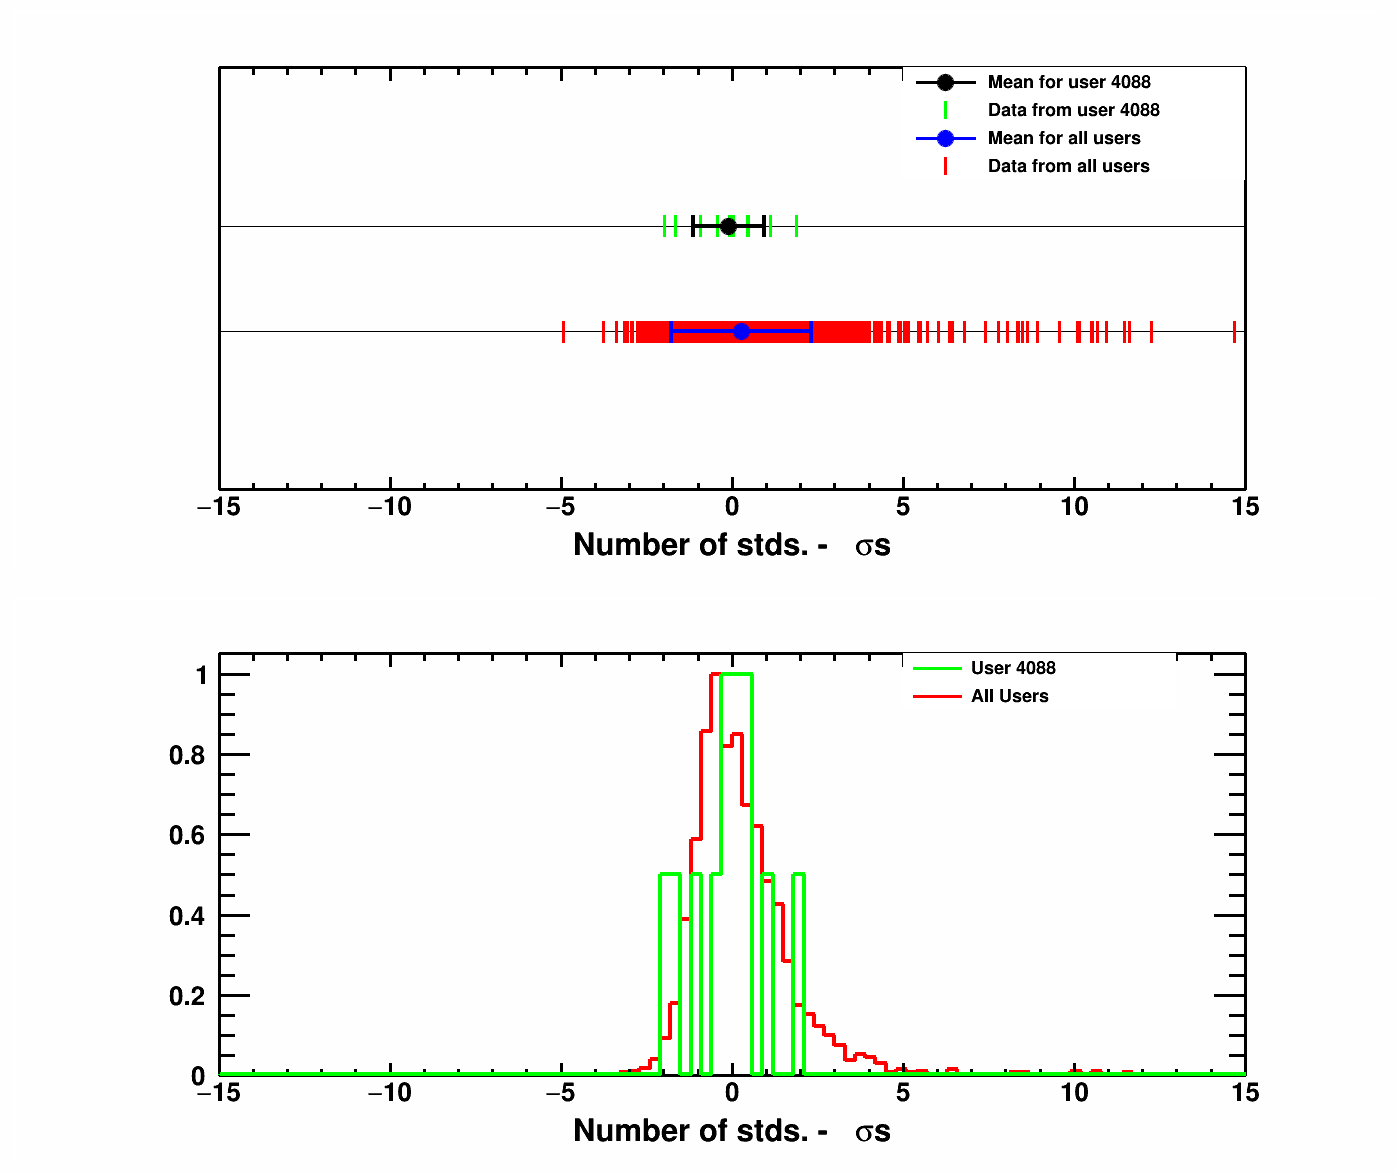 Mean for user 4088
Data from user 4088
Mean for all users
Data from all users
−15 −10 −5 0 5 10 15
Number of stds. - σs
User 4088
All Users
1
0.8
0.6
0.4
0.2
0
−15 −10 −5 0 5 10 15
Number of stds. - σs